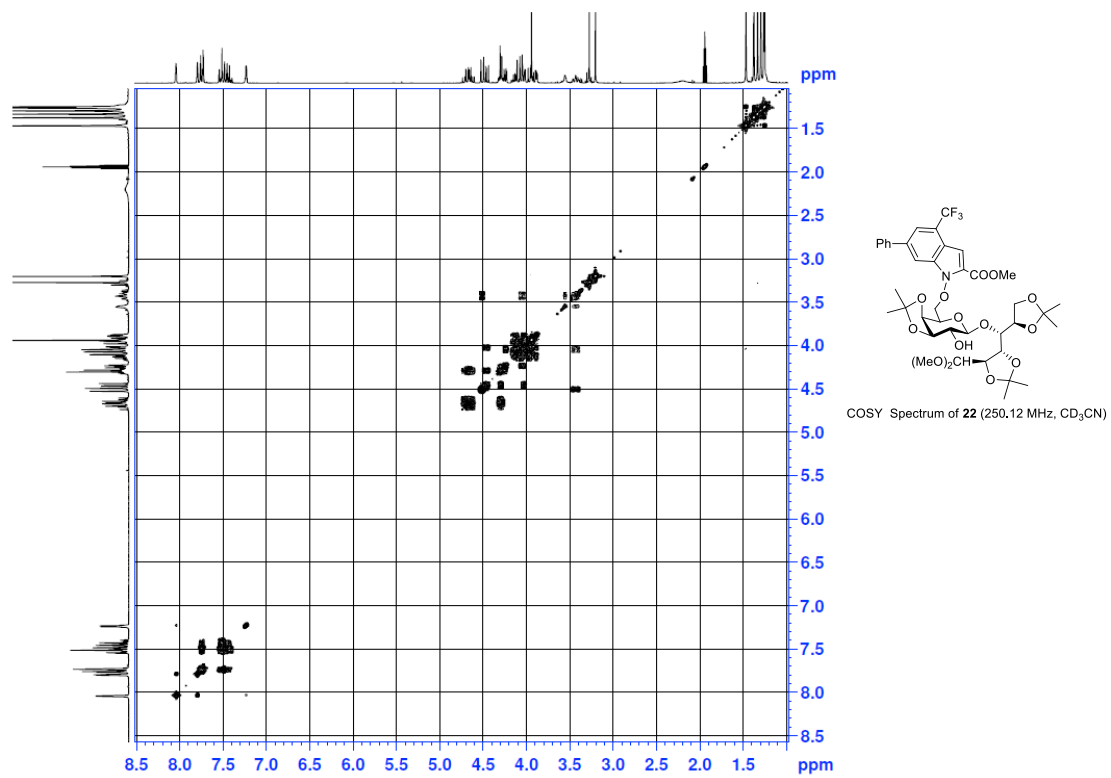 ppm
1.5
2.0
2.5
3.0
3.5
4.0
4.5
5.0
5.5
6.0
6.5
7.0
7.5
8.0
8.5
8.5 8.0 7.5 7.0 6.5 6.0 5.5 5.0 4.5 4.0 3.5 3.0 2.5 2.0 1.5 ppm
CF3
Ph
N
COOMe
O
O
O
O
O
OH
O
O
(MeO)2CH
O
O
COSY Spectrum of 22 (250.12 MHz, CD3CN)